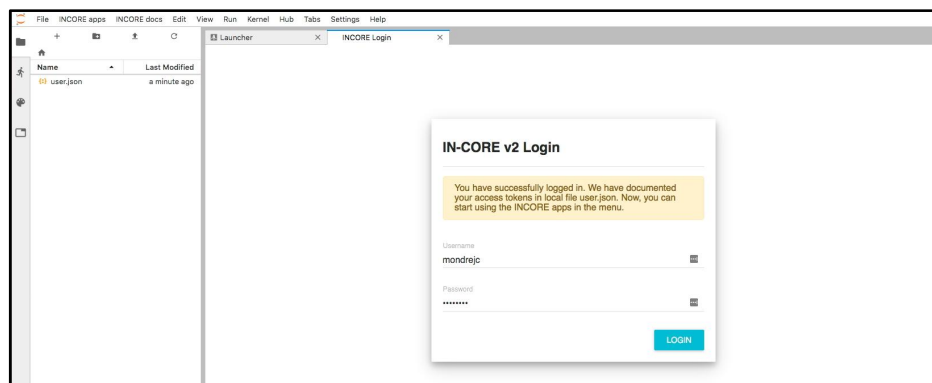 File INCORE apps INCORE docs Edit View Run Kernel Hub Tabs Settings Help
Launcher INCORE Login
Name Last Modified
user.json a minute ago
IN-CORE v2 Login
You have successfully logged in. We have documented
your access tokens in local file user.json. Now, you can
start using the INCORE apps in the menu.
Username
mondrejc
Password
••••••••
LOGIN